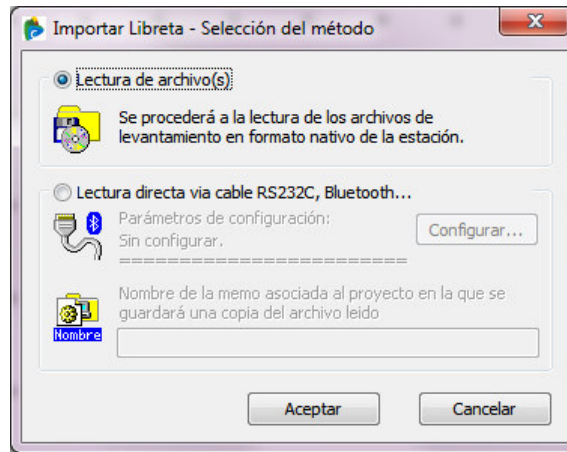 Importar Libreta - Selección del método
Lectura de archivo(s)
Se procederá a la lectura de los archivos de
levantamiento en formato nativo de la estación.
Lectura directa via cable RS232C, Bluetooth...
Parámetros de configuración:
Sin configurar.
========================
Configurar...
Nombre de la memo asociada al proyecto en la que se
guardará una copia del archivo leido
Nombre
Aceptar
Cancelar